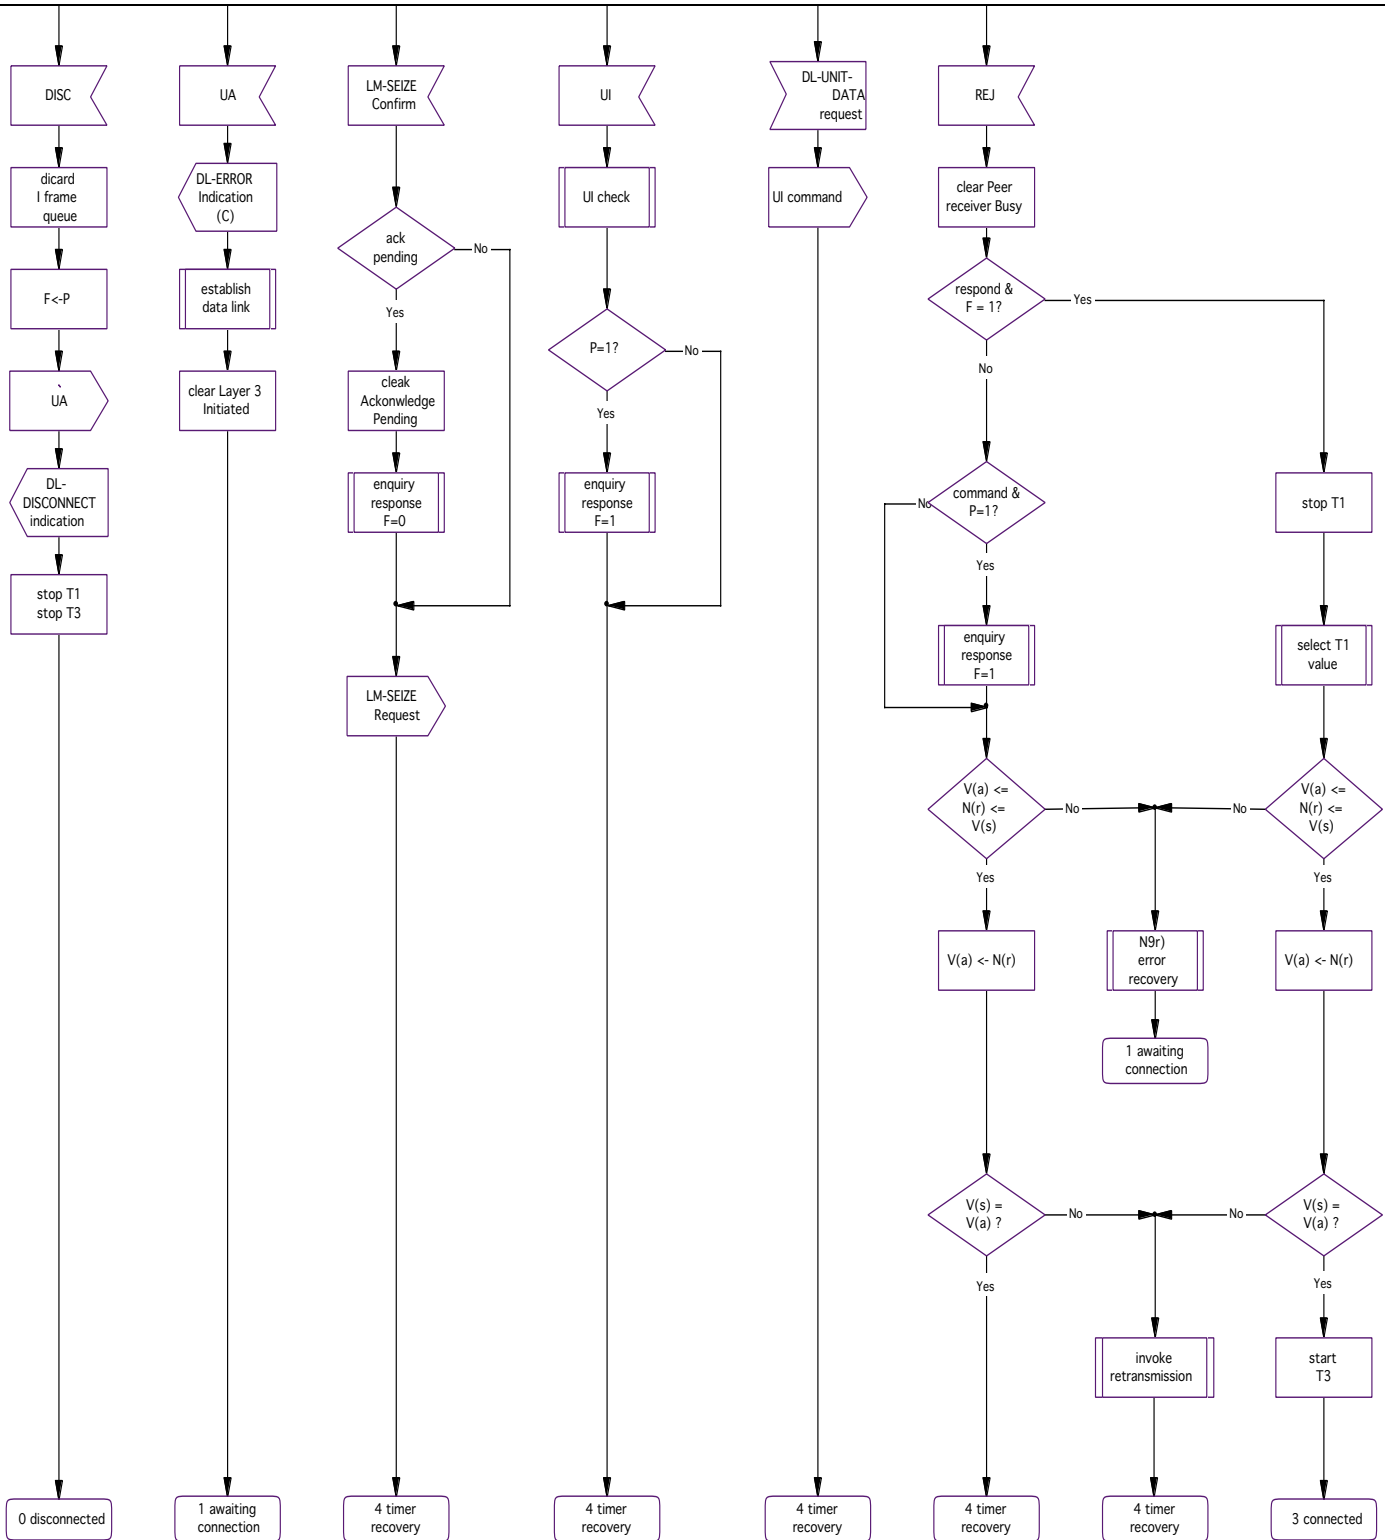 DISC
dicard
I frame
queue
F<-P
`
UA
DL-
DISCONNECT
indication
stop T1
stop T3
0 disconnected
UA
DL-ERROR
Indication
(C)
establish
data link
clear Layer 3
Initiated
1 awaiting
connection
LM-SEIZE
Confirm
ack
pending
No
Yes
cleak
Ackonwledge
Pending
enquiry
response
F=0
LM-SEIZE
Request
4 timer
recovery
UI
UI check
P=1?
No
Yes
enquiry
response
F=1
4 timer
recovery
DL-UNIT-
DATA
request
UI command
4 timer
recovery
REJ
clear Peer
receiver Busy
respond &
F = 1?
Yes
No
command &
P=1?
No
Yes
enquiry
response
F=1
V(a) <=
N(r) <=
V(s)
No
Yes
V(a) <- N(r)
V(s) =
V(a) ?
No
Yes
4 timer
recovery
N9r)
error
recovery
1 awaiting
connection
invoke
retransmission
4 timer
recovery
stop T1
select T1
value
V(a) <=
N(r) <=
V(s)
No
Yes
V(a) <- N(r)
V(s) =
V(a) ?
No
Yes
start
T3
3 connected